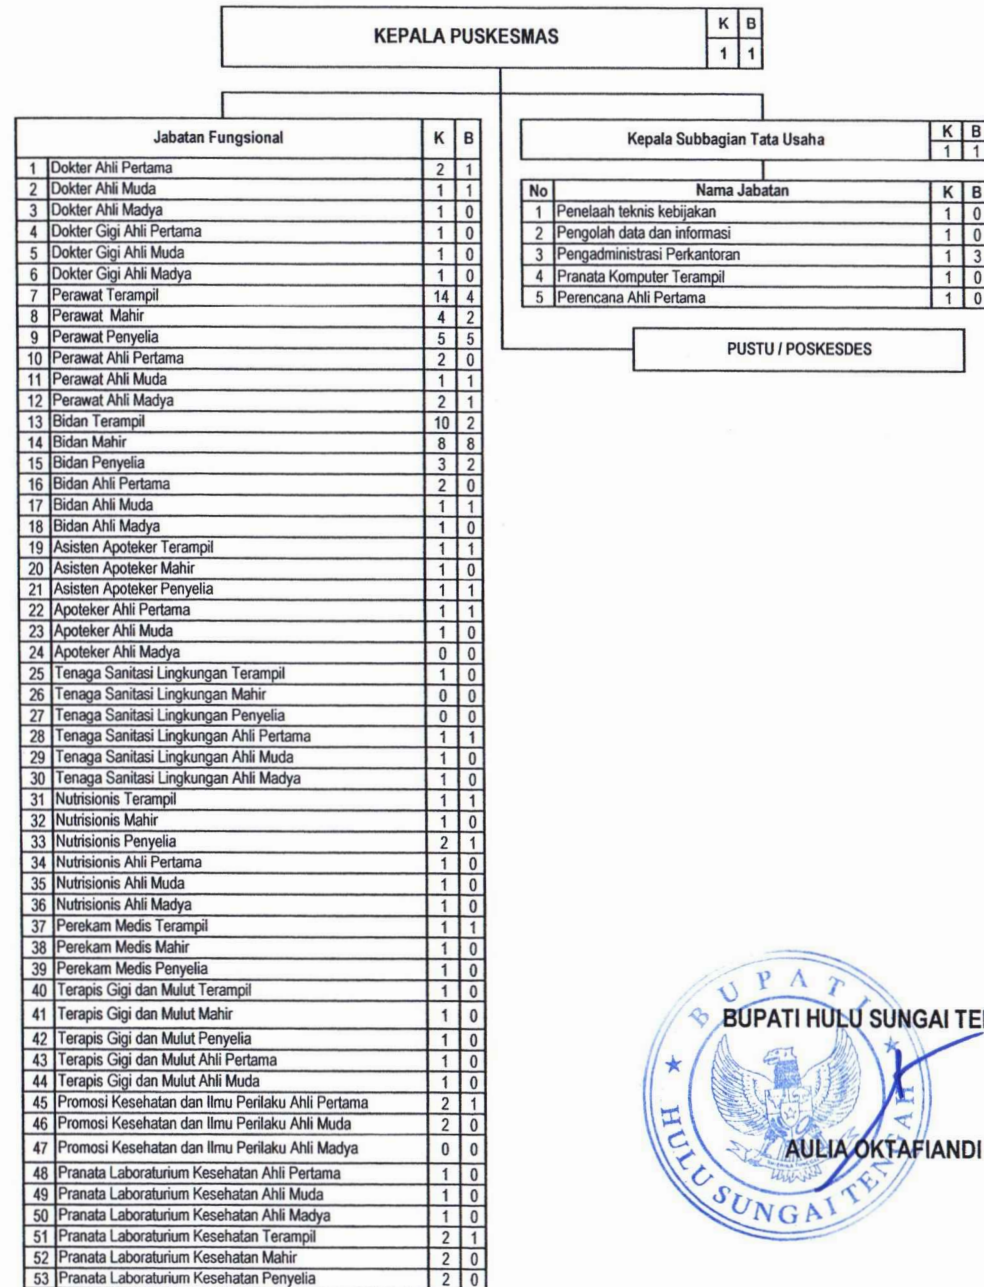 KEPALA PUSKESMAS
K B
1 1
Jabatan Fungsional K B
1 Dokter Ahli Pertama 2 1
2 Dokter Ahli Muda 1 1
3 Dokter Ahli Madya 1 0
4 Dokter Gigi Ahli Pertama 1 0
5 Dokter Gigi Ahli Muda 1 0
6 Dokter Gigi Ahli Madya 1 0
7 Perawat Terampil 14 4
8 Perawat Mahir 4 2
9 Perawat Penyelia 5 5
10 Perawat Ahli Pertama 2 0
11 Perawat Ahli Muda 1 1
12 Perawat Ahli Madya 2 1
13 Bidan Terampil 10 2
14 Bidan Mahir 8 8
15 Bidan Penyelia 3 2
16 Bidan Ahli Pertama 2 0
17 Bidan Ahli Muda 1 1
18 Bidan Ahli Madya 1 0
19 Asisten Apoteker Terampil 1 1
20 Asisten Apoteker Mahir 1 0
21 Asisten Apoteker Penyelia 1 1
22 Apoteker Ahli Pertama 1 1
23 Apoteker Ahli Muda 1 0
24 Apoteker Ahli Madya 0 0
25 Tenaga Sanitasi Lingkungan Terampil 1 0
26 Tenaga Sanitasi Lingkungan Mahir 0 0
27 Tenaga Sanitasi Lingkungan Penyelia 0 0
28 Tenaga Sanitasi Lingkungan Ahli Pertama 1 1
29 Tenaga Sanitasi Lingkungan Ahli Muda 1 0
30 Tenaga Sanitasi Lingkungan Ahli Madya 1 0
31 Nutrisionis Terampil 1 1
32 Nutrisionis Mahir 1 0
33 Nutrisionis Penyelia 2 1
34 Nutrisionis Ahli Pertama 1 0
35 Nutrisionis Ahli Muda 1 0
36 Nutrisionis Ahli Madya 1 0
37 Perekam Medis Terampil 1 1
38 Perekam Medis Mahir 1 0
39 Perekam Medis Penyelia 1 0
40 Terapis Gigi dan Mulut Terampil 1 0
41 Terapis Gigi dan Mulut Mahir 1 0
42 Terapis Gigi dan Mulut Penyelia 1 0
43 Terapis Gigi dan Mulut Ahli Pertama 1 0
44 Terapis Gigi dan Mulut Ahli Muda 1 0
45 Promosi Kesehatan dan Ilmu Perilaku Ahli Pertama 2 1
46 Promosi Kesehatan dan Ilmu Perilaku Ahli Muda 2 0
47 Promosi Kesehatan dan Ilmu Perilaku Ahli Madya 0 0
48 Pranata Laboraturium Kesehatan Ahli Pertama 1 0
49 Pranata Laboraturium Kesehatan Ahli Muda 1 0
50 Pranata Laboraturium Kesehatan Ahli Madya 1 0
51 Pranata Laboraturium Kesehatan Terampil 2 1
52 Pranata Laboraturium Kesehatan Mahir 2 0
53 Pranata Laboraturium Kesehatan Penyelia 2 0
Kepala Subbagian Tata Usaha K B
1 1
No Nama Jabatan K B
1 Penelaah teknis kebijakan 1 0
2 Pengolah data dan informasi 1 0
3 Pengadministrasi Perkantoran 1 3
4 Pranata Komputer Terampil 1 0
5 Perencana Ahli Pertama 1 0
PUSTU / POSKESDES
BUPATI
BUPATI HULU SUNGAI TE
AULIA OKTAFIANDI
HULU SUNGAI TENGAH